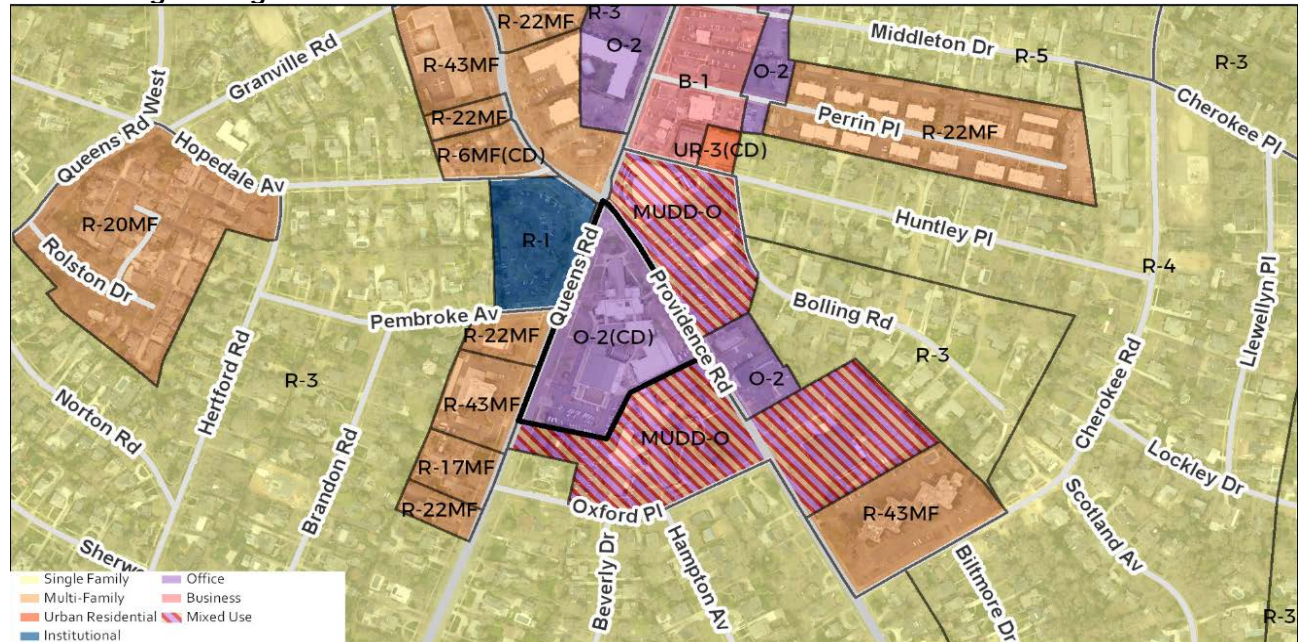 R-22MF
R-3
O-2
Middleton Dr
R-5
R-3
Granville Rd
R-43MF
O-2
B-1
Cherokee Pl
Queens Rd West
R-22MF
Perrin Pl
R-22MF
Hopedale Av
R-6MF(CD)
UR-3(CD)
R-20MF
R-I
MUDD-O
Huntley Pl
Queens Rd
R-4
Rolston Dr
Providence Rd
Bolling Rd
Llewellyn Pl
Pembroke Av
R-22MF
O-2(CD)
R-3
Hertford Rd
R-3
O-2
Cherokee Rd
Norton Rd
R-43MF
MUDD-O
Brandon Rd
R-17MF
Lockley Dr
R-22MF
Oxford Pl
R-43MF
Scotland Av
Beverly Dr
Hampton Av
Biltmore Dr
R-3
Single Family
Multi-Family
Urban Residential
Institutional
Office
Business
Mixed Use